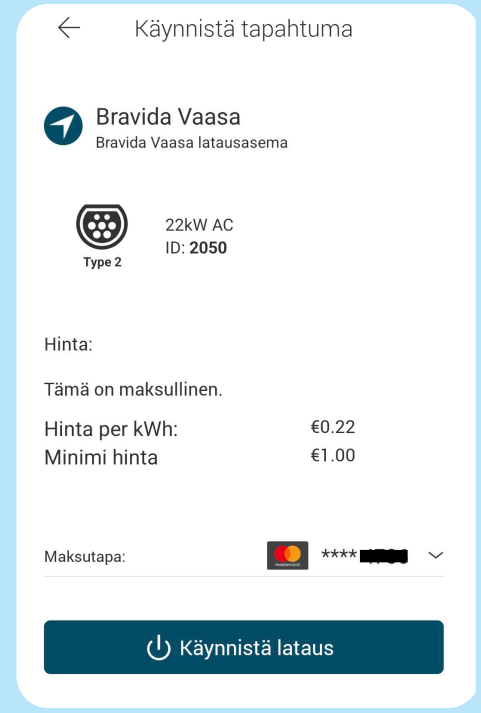 Käynnistä tapahtuma
Bravida Vaasa
Bravida Vaasa latausasema
22kW AC
ID: 2050
Type 2
Hinta:
Tämä on maksullinen.
Hinta per kWh: €0.22
Minimi hinta €1.00
Maksutapa: mastercard ****
Käynnistä lataus